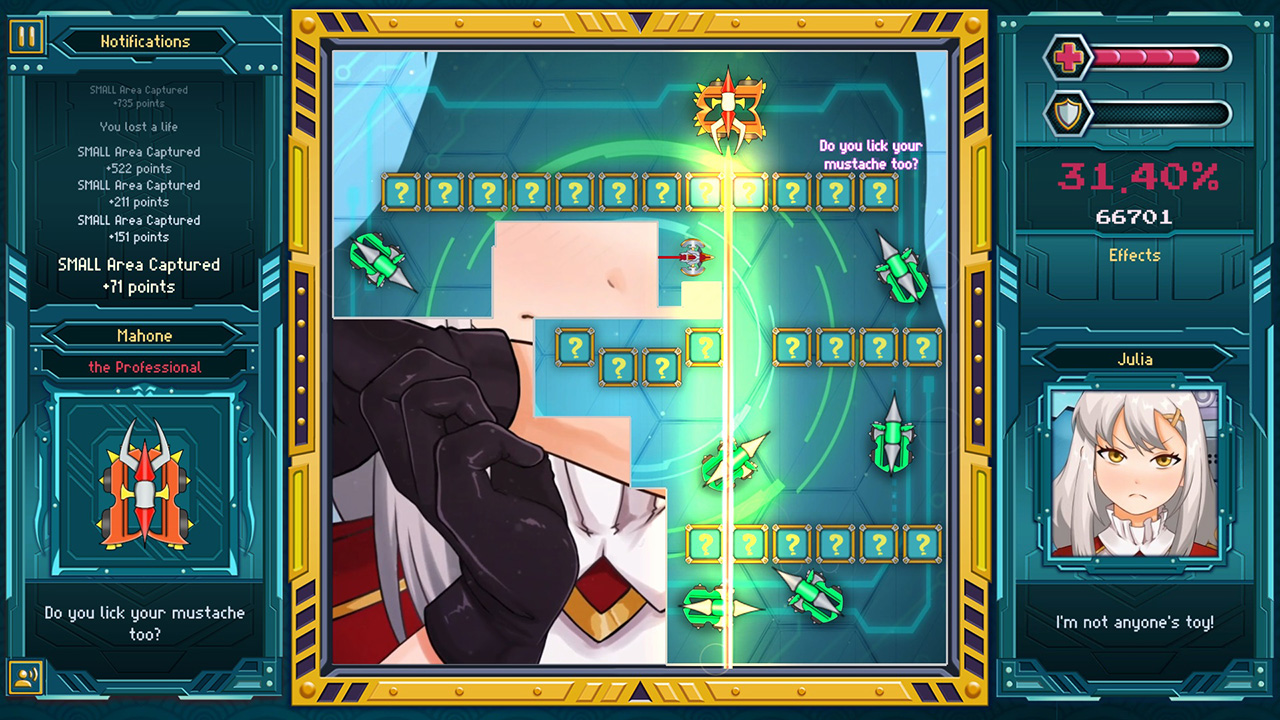 Notifications
SMALL Area Captured
+735 points
You lost a life
SMALL Area Captured
+522 points
SMALL Area Captured
+211 points
SMALL Area Captured
+151 points
SMALL Area Captured
+71 points
Mahone
the Professional
Do you lick your mustache
too?
Do you lick your
mustache too?
? ? ? ? ? ? ? ? ? ? ? ?
? ? ? ? ? ? ? ?
? ? ? ? ? ?
31.40%
66701
Effects
Julia
I'm not anyone's toy!